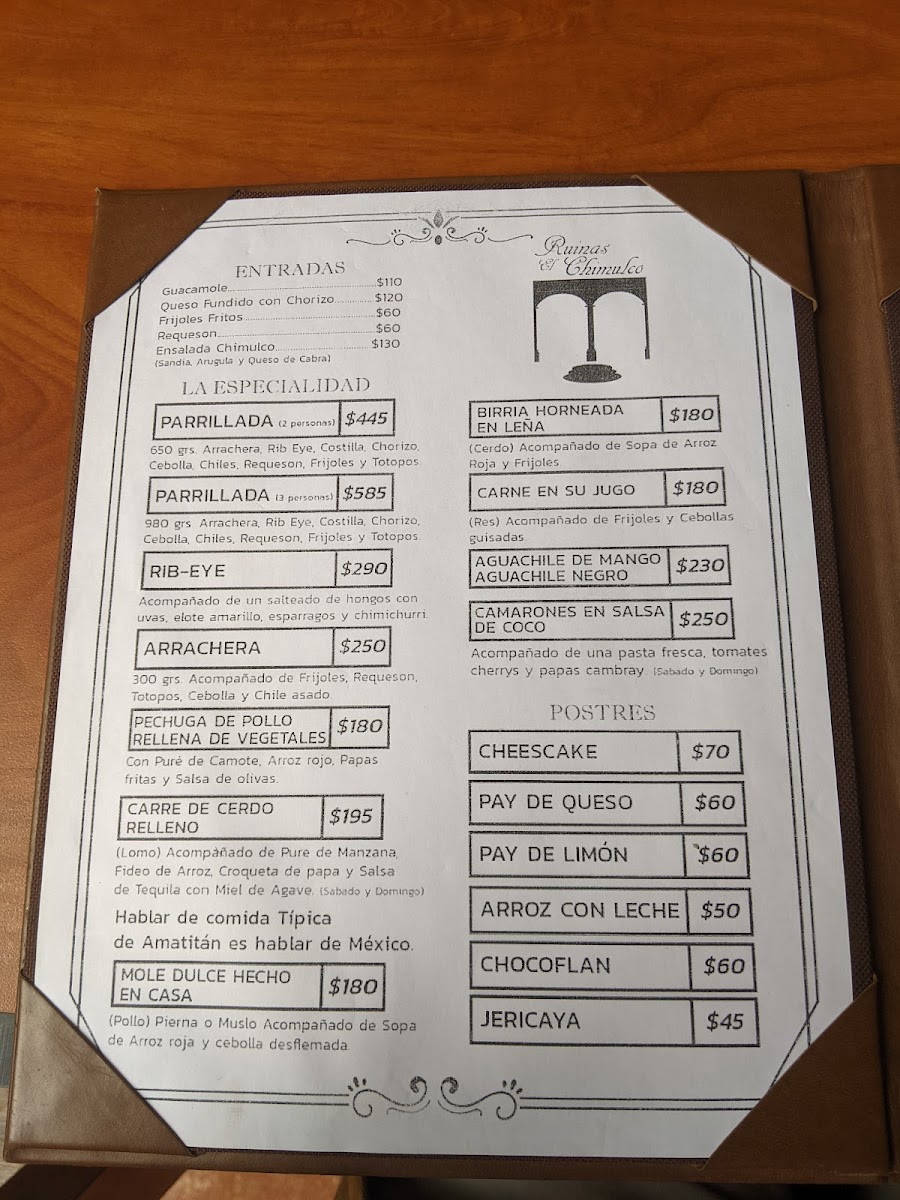 ENTRADAS
Guacamole........$110
Queso Fundido con Chorizo........$120
Frijoles Fritos........$60
Requeson........$60
Ensalada Chimulco........$130
(Sandia, Arugula y Queso de Cabra)
LA ESPECIALIDAD
PARRILLADA (2 personas) $445
650 grs. Arrachera, Rib Eye, Costilla, Chorizo,
Cebolla, Chiles, Requeson, Frijoles y Totopos.
PARRILLADA (3 personas) $585
980 grs. Arrachera, Rib Eye, Costilla, Chorizo,
Cebolla, Chiles, Requeson, Frijoles y Totopos.
RIB-EYE $290
Acompañado de un salteado de hongos con
uvas, elote amarillo, esparragos y chimichurri.
ARRACHERA $250
300 grs. Acompañado de Frijoles, Requeson,
Totopos, Cebolla y Chile asado.
PECHUGA DE POLLO
RELLENA DE VEGETALES $180
Con Puré de Camote, Arroz rojo, Papas
fritas y Salsa de olivas.
CARRE DE CERDO
RELLENO $195
(Lomo) Acompañado de Pure de Manzana,
Fideo de Arroz, Croqueta de papa y Salsa
de Tequila con Miel de Agave. (Sabado y Domingo)
Hablar de comida Típica
de Amatitán es hablar de México.
MOLE DULCE HECHO
EN CASA $180
(Pollo) Pierna o Muslo Acompañado de Sopa
de Arroz roja y cebolla desflemada.
Ruinas
El Chimulco
BIRRIA HORNEADA
EN LEÑA $180
(Cerdo) Acompañado de Sopa de Arroz
Roja y Frijoles
CARNE EN SU JUGO $180
(Res) Acompañado de Frijoles y Cebollas
guisadas.
AGUACHILE DE MANGO
AGUACHILE NEGRO $230
CAMARONES EN SALSA
DE COCO $250
Acompañado de una pasta fresca, tomates
cherrys y papas cambray. (Sabado y Domingo)
POSTRES
CHEESCAKE $70
PAY DE QUESO $60
PAY DE LIMÓN $60
ARROZ CON LECHE $50
CHOCOFLAN $60
JERICAYA $45